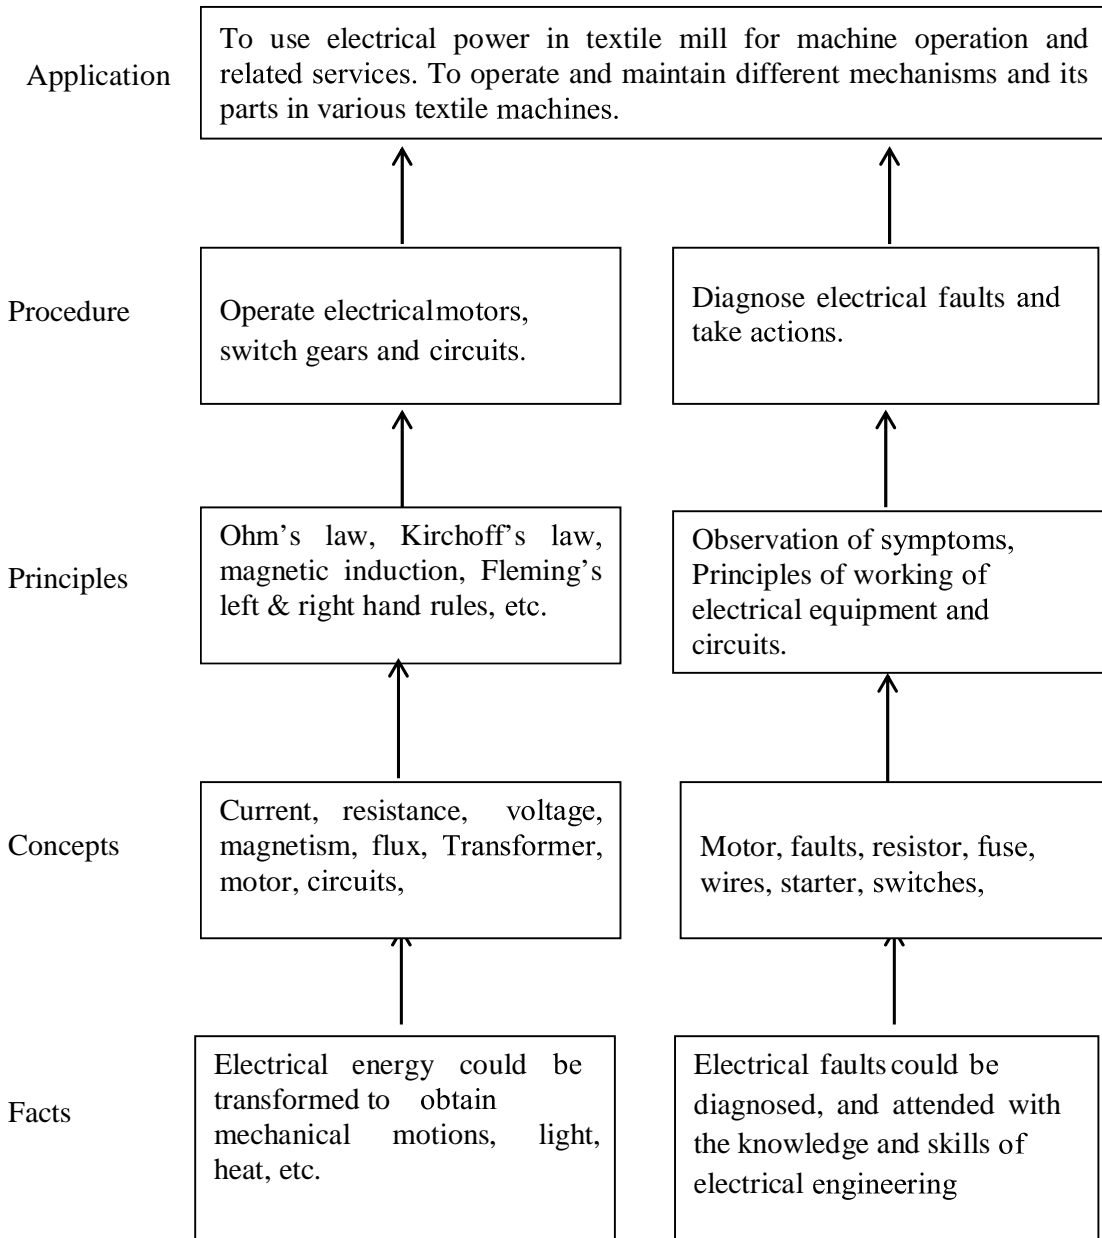 Application
To use electrical power in textile mill for machine operation and
related services. To operate and maintain different mechanisms and its
parts in various textile machines.
Procedure
Operate electricalmotors,
switch gears and circuits.
Diagnose electrical faults and
take actions.
Principles
Ohm’s law, Kirchoff’s law,
magnetic induction, Fleming’s
left & right hand rules, etc.
Observation of symptoms,
Principles of working of
electrical equipment and
circuits.
Concepts
Current, resistance, voltage,
magnetism, flux, Transformer,
motor, circuits,
Motor, faults, resistor, fuse,
wires, starter, switches,
Facts
Electrical energy could be
transformed to obtain
mechanical motions, light,
heat, etc.
Electrical faults could be
diagnosed, and attended with
the knowledge and skills of
electrical engineering